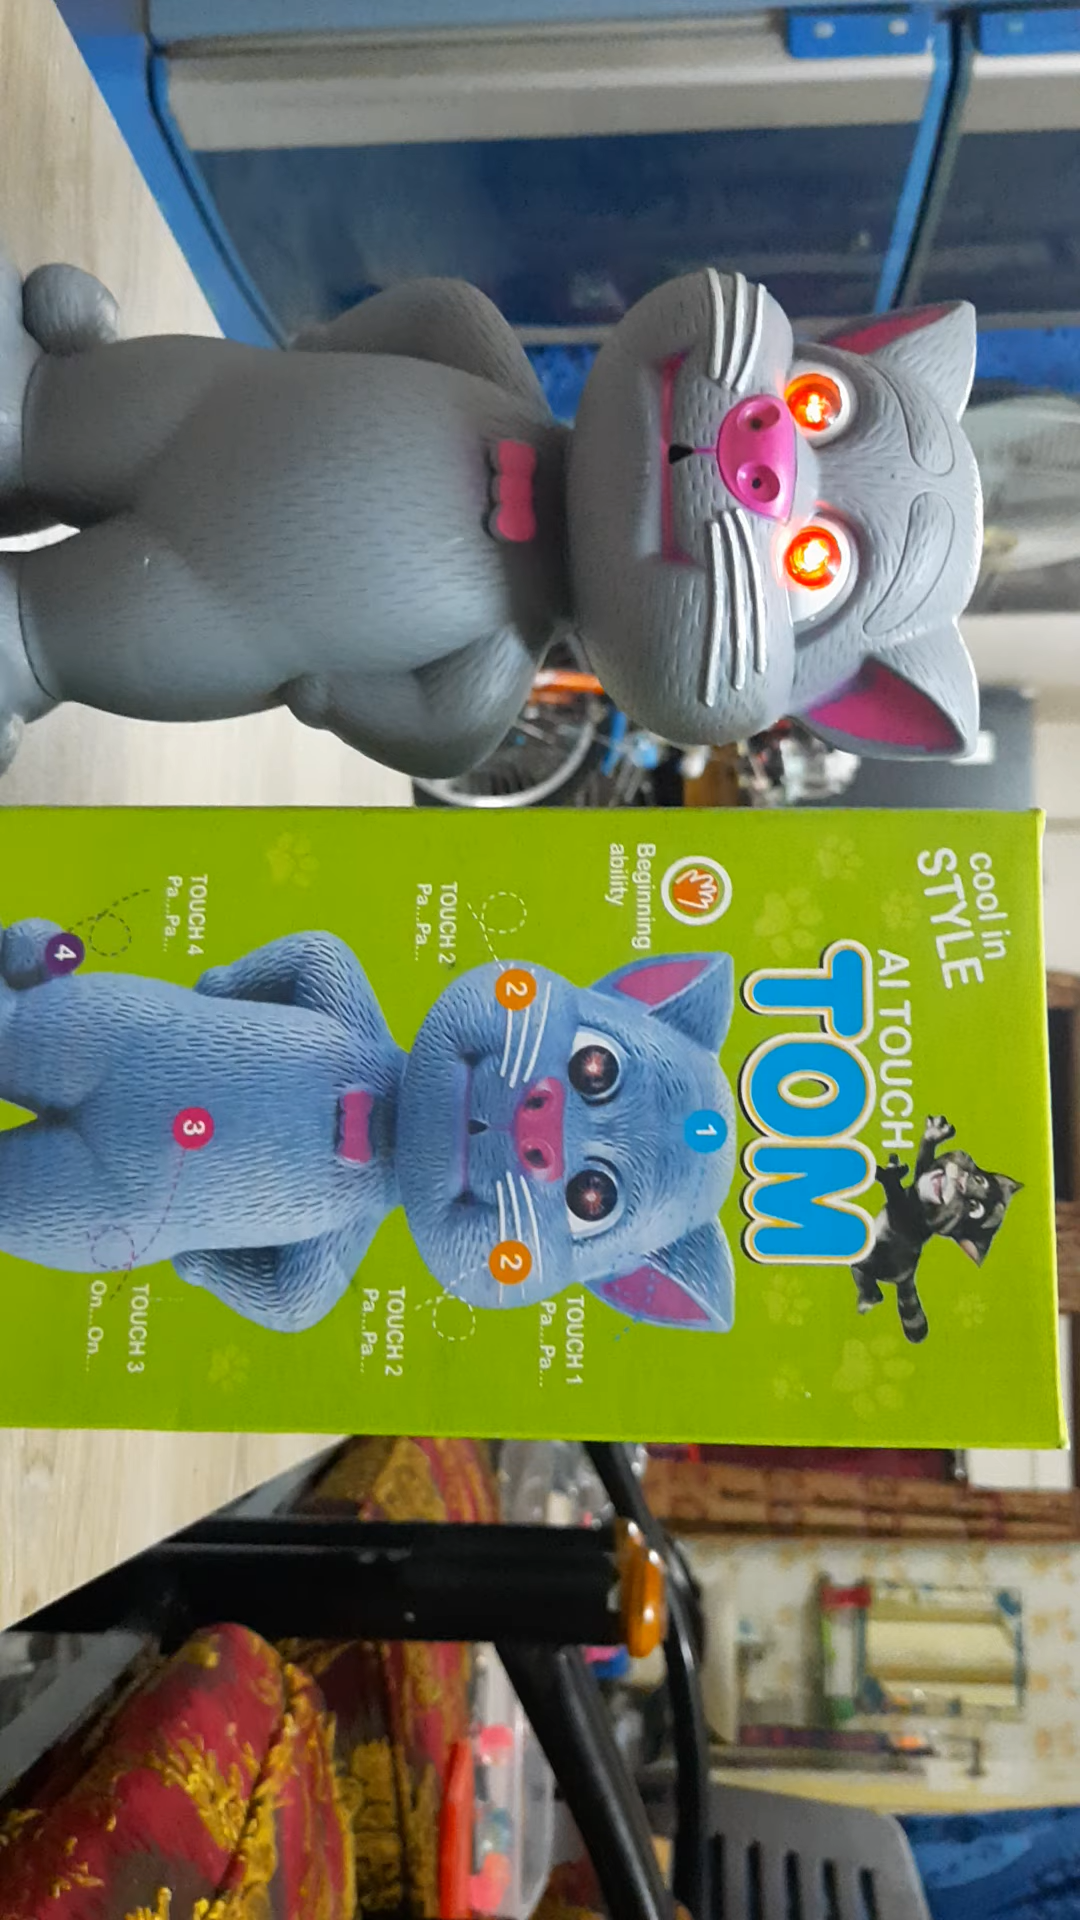 cool in
STYLE
AI TOUCH
TOM
Beginning
ability
1
2
2
3
4
TOUCH 1
Pa...Pa...
TOUCH 2
Pa...Pa...
TOUCH 2
Pa...Pa...
TOUCH 3
On...On...
TOUCH 4
Pa...Pa...